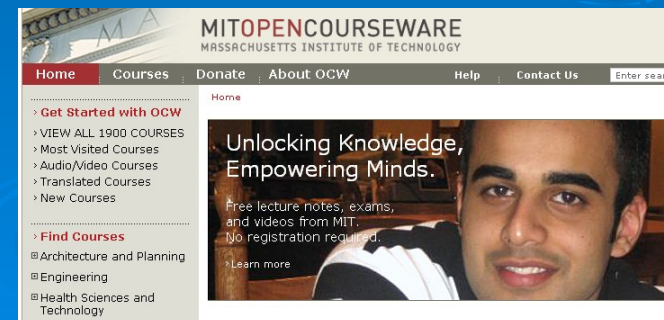 MITOPENCOURSEWARE
MASSACHUSETTS INSTITUTE OF TECHNOLOGY
Home Courses Donate About OCW Help Contact Us Enter sear
Home
› Get Started with OCW
› VIEW ALL 1900 COURSES
› Most Visited Courses
› Audio/Video Courses
› Translated Courses
› New Courses
› Find Courses
Architecture and Planning
Engineering
Health Sciences and
Technology
Unlocking Knowledge,
Empowering Minds.
Free lecture notes, exams,
and videos from MIT.
No registration required.
› Learn more